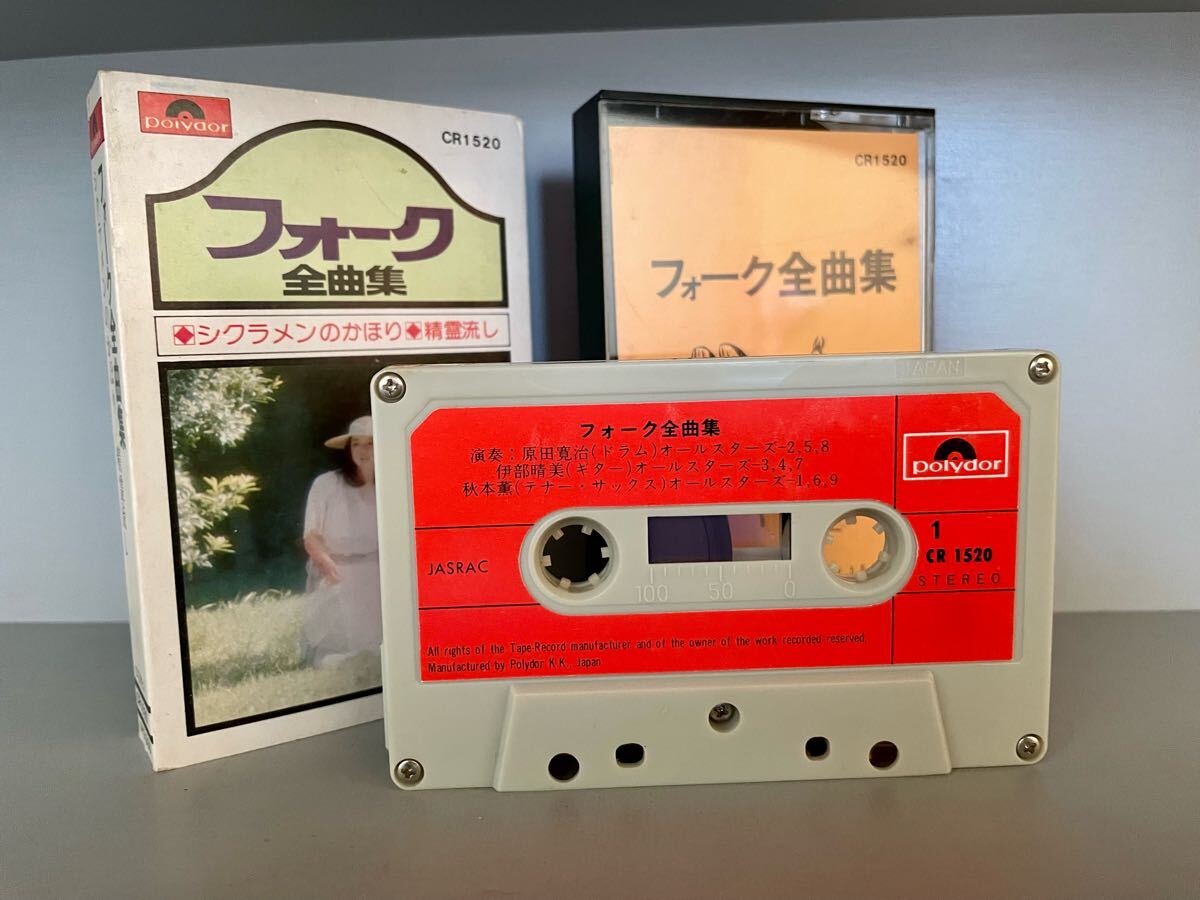 polydor
CR1520
フォーク
全曲集
◆シクラメンのかほり◆精霊流し
CR1520
フォーク全曲集
JAPAN
フォーク全曲集
演奏:原田寛治(ドラム)オールスターズ-2,5,8
伊部晴美(ギター)オールスターズ-3,4,7
秋本薫(テナー・サックス)オールスターズ-1,6,9
polydor
JASRAC
1
CR 1520
STEREO
100 50 0
All rights of the Tape-Record manufacturer and of the owner of the work recorded reserved.
Manufactured by Polydor K.K., Japan